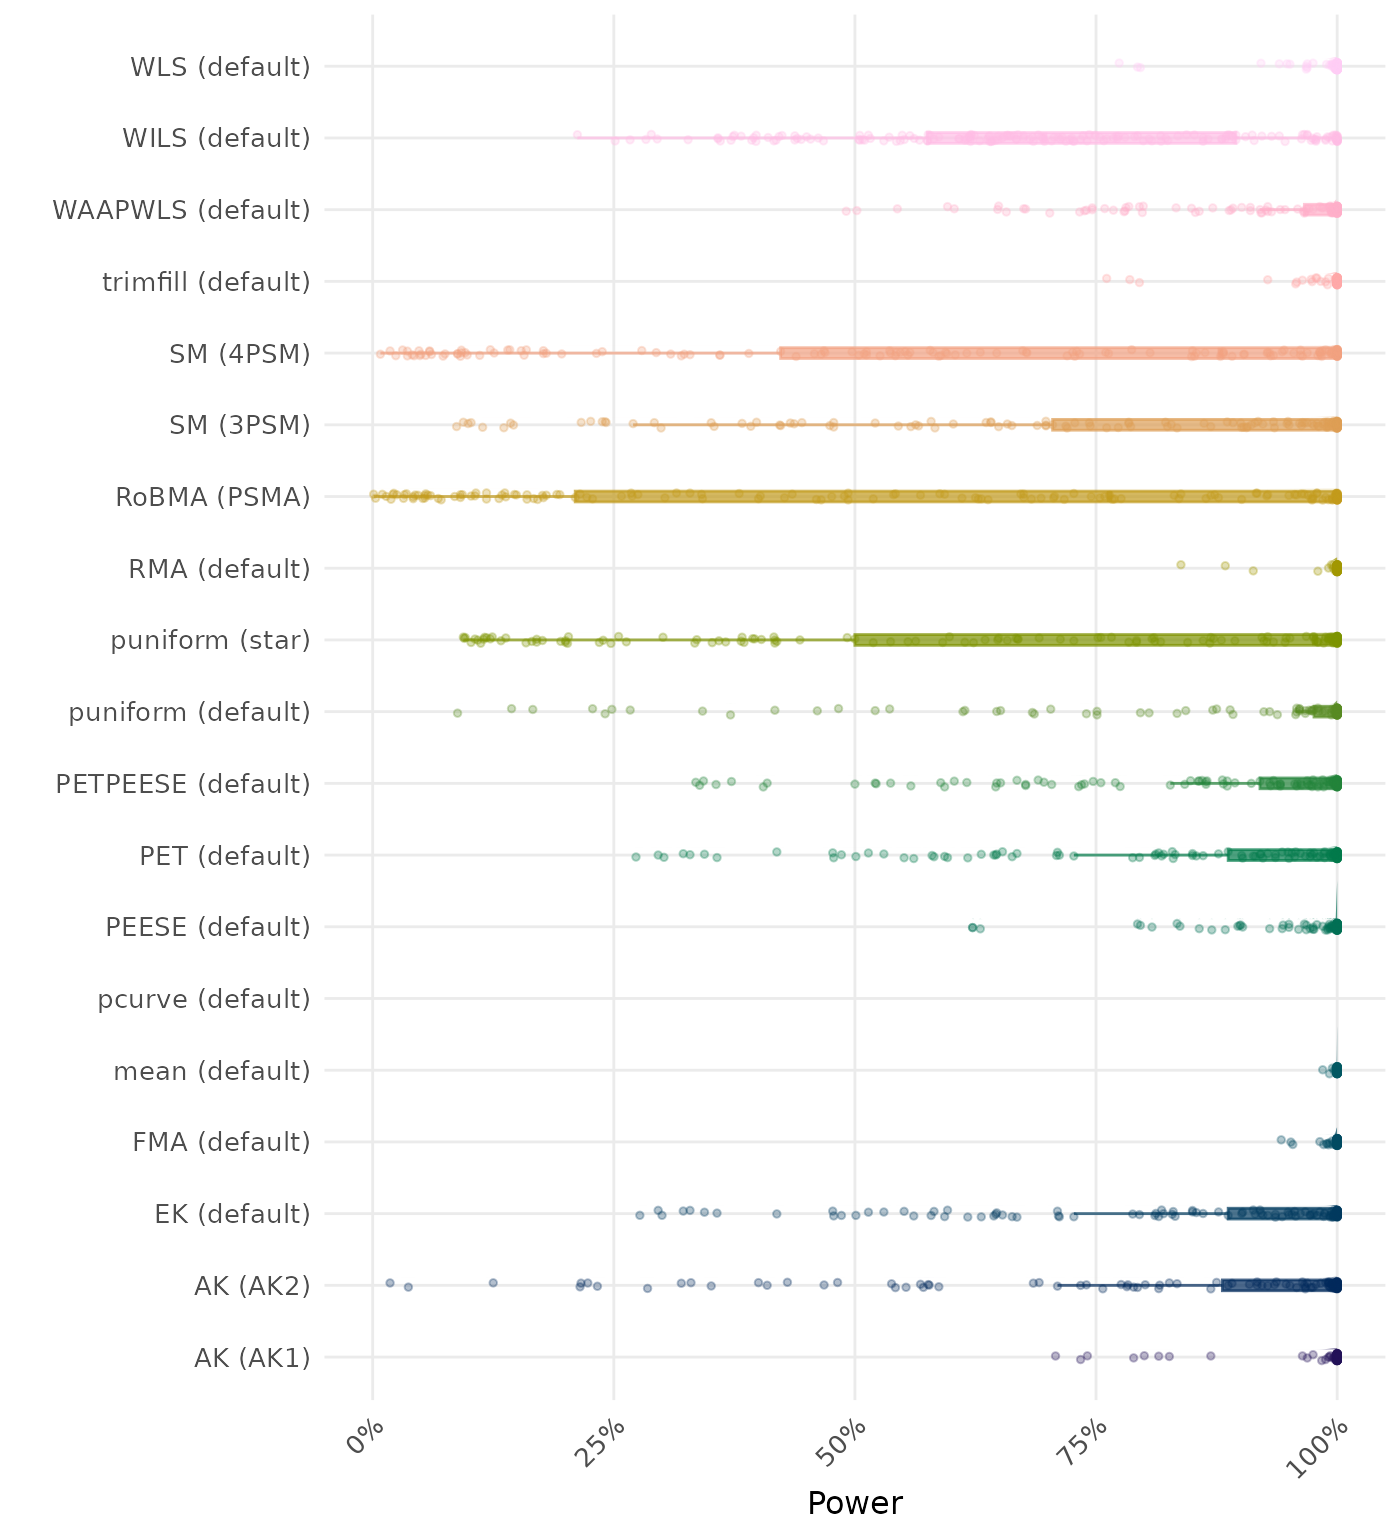 WLS (default)
WILS (default)
WAAPWLS (default)
trimfill (default)
SM (4PSM)
SM (3PSM)
RoBMA (PSMA)
RMA (default)
puniform (star)
puniform (default)
PETPEESE (default)
PET (default)
PEESE (default)
pcurve (default)
mean (default)
FMA (default)
EK (default)
AK (AK2)
AK (AK1)
0%
25%
50%
75%
100%
Power